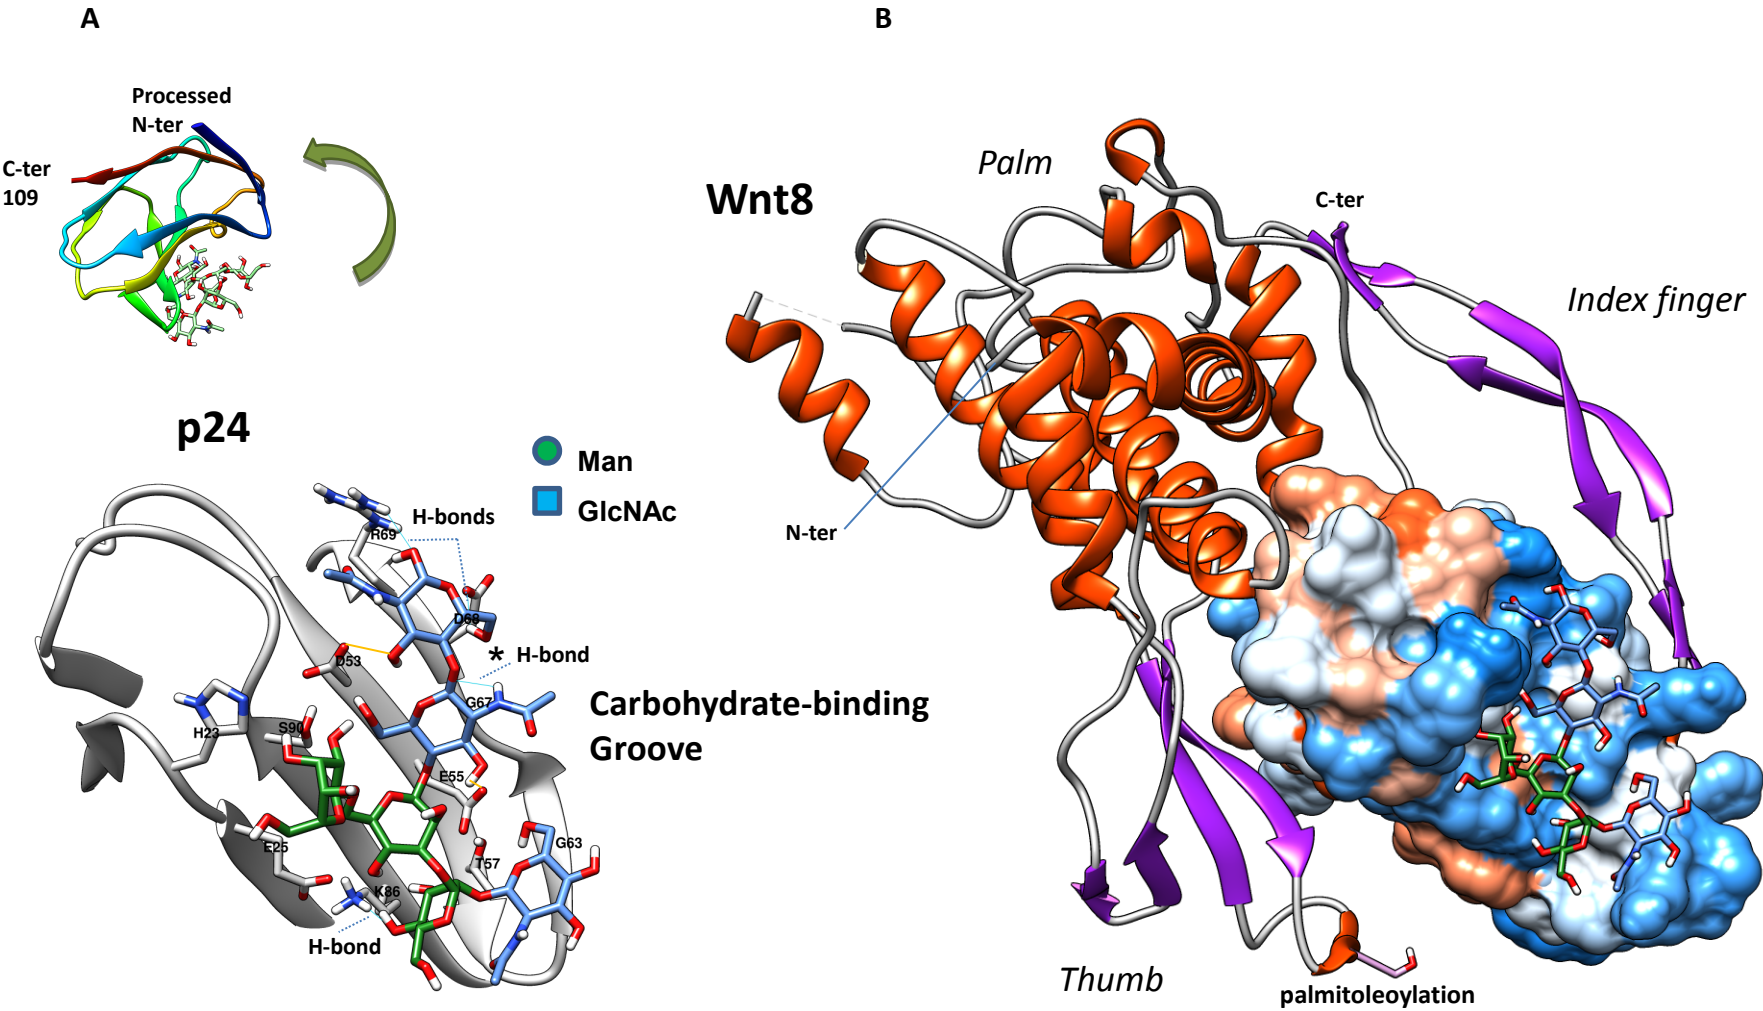 A
Processed
N-ter
C-ter
109
p24
Man
GlcNAc
H-bonds
R69
D68
D53
*
H-bond
G67
H23
S90
Carbohydrate-binding
Groove
E55
E25
T57
G63
K86
H-bond
B
Palm
Wnt8
C-ter
Index finger
N-ter
Thumb
palmitoleoylation